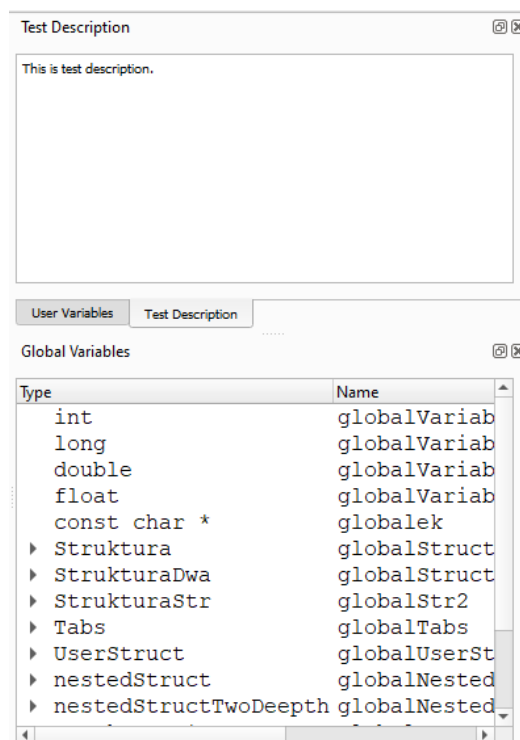 Test Description
This is test description.
User Variables Test Description
Global Variables
Type Name
int globalVariab
long globalVariab
double globalVariab
float globalVariab
const char * globalek
Struktura globalStruct
StrukturaDwa globalStruct
StrukturaStr globalStr2
Tabs globalTabs
UserStruct globalUserSt
nestedStruct globalNested
nestedStructTwoDeepth globalNested